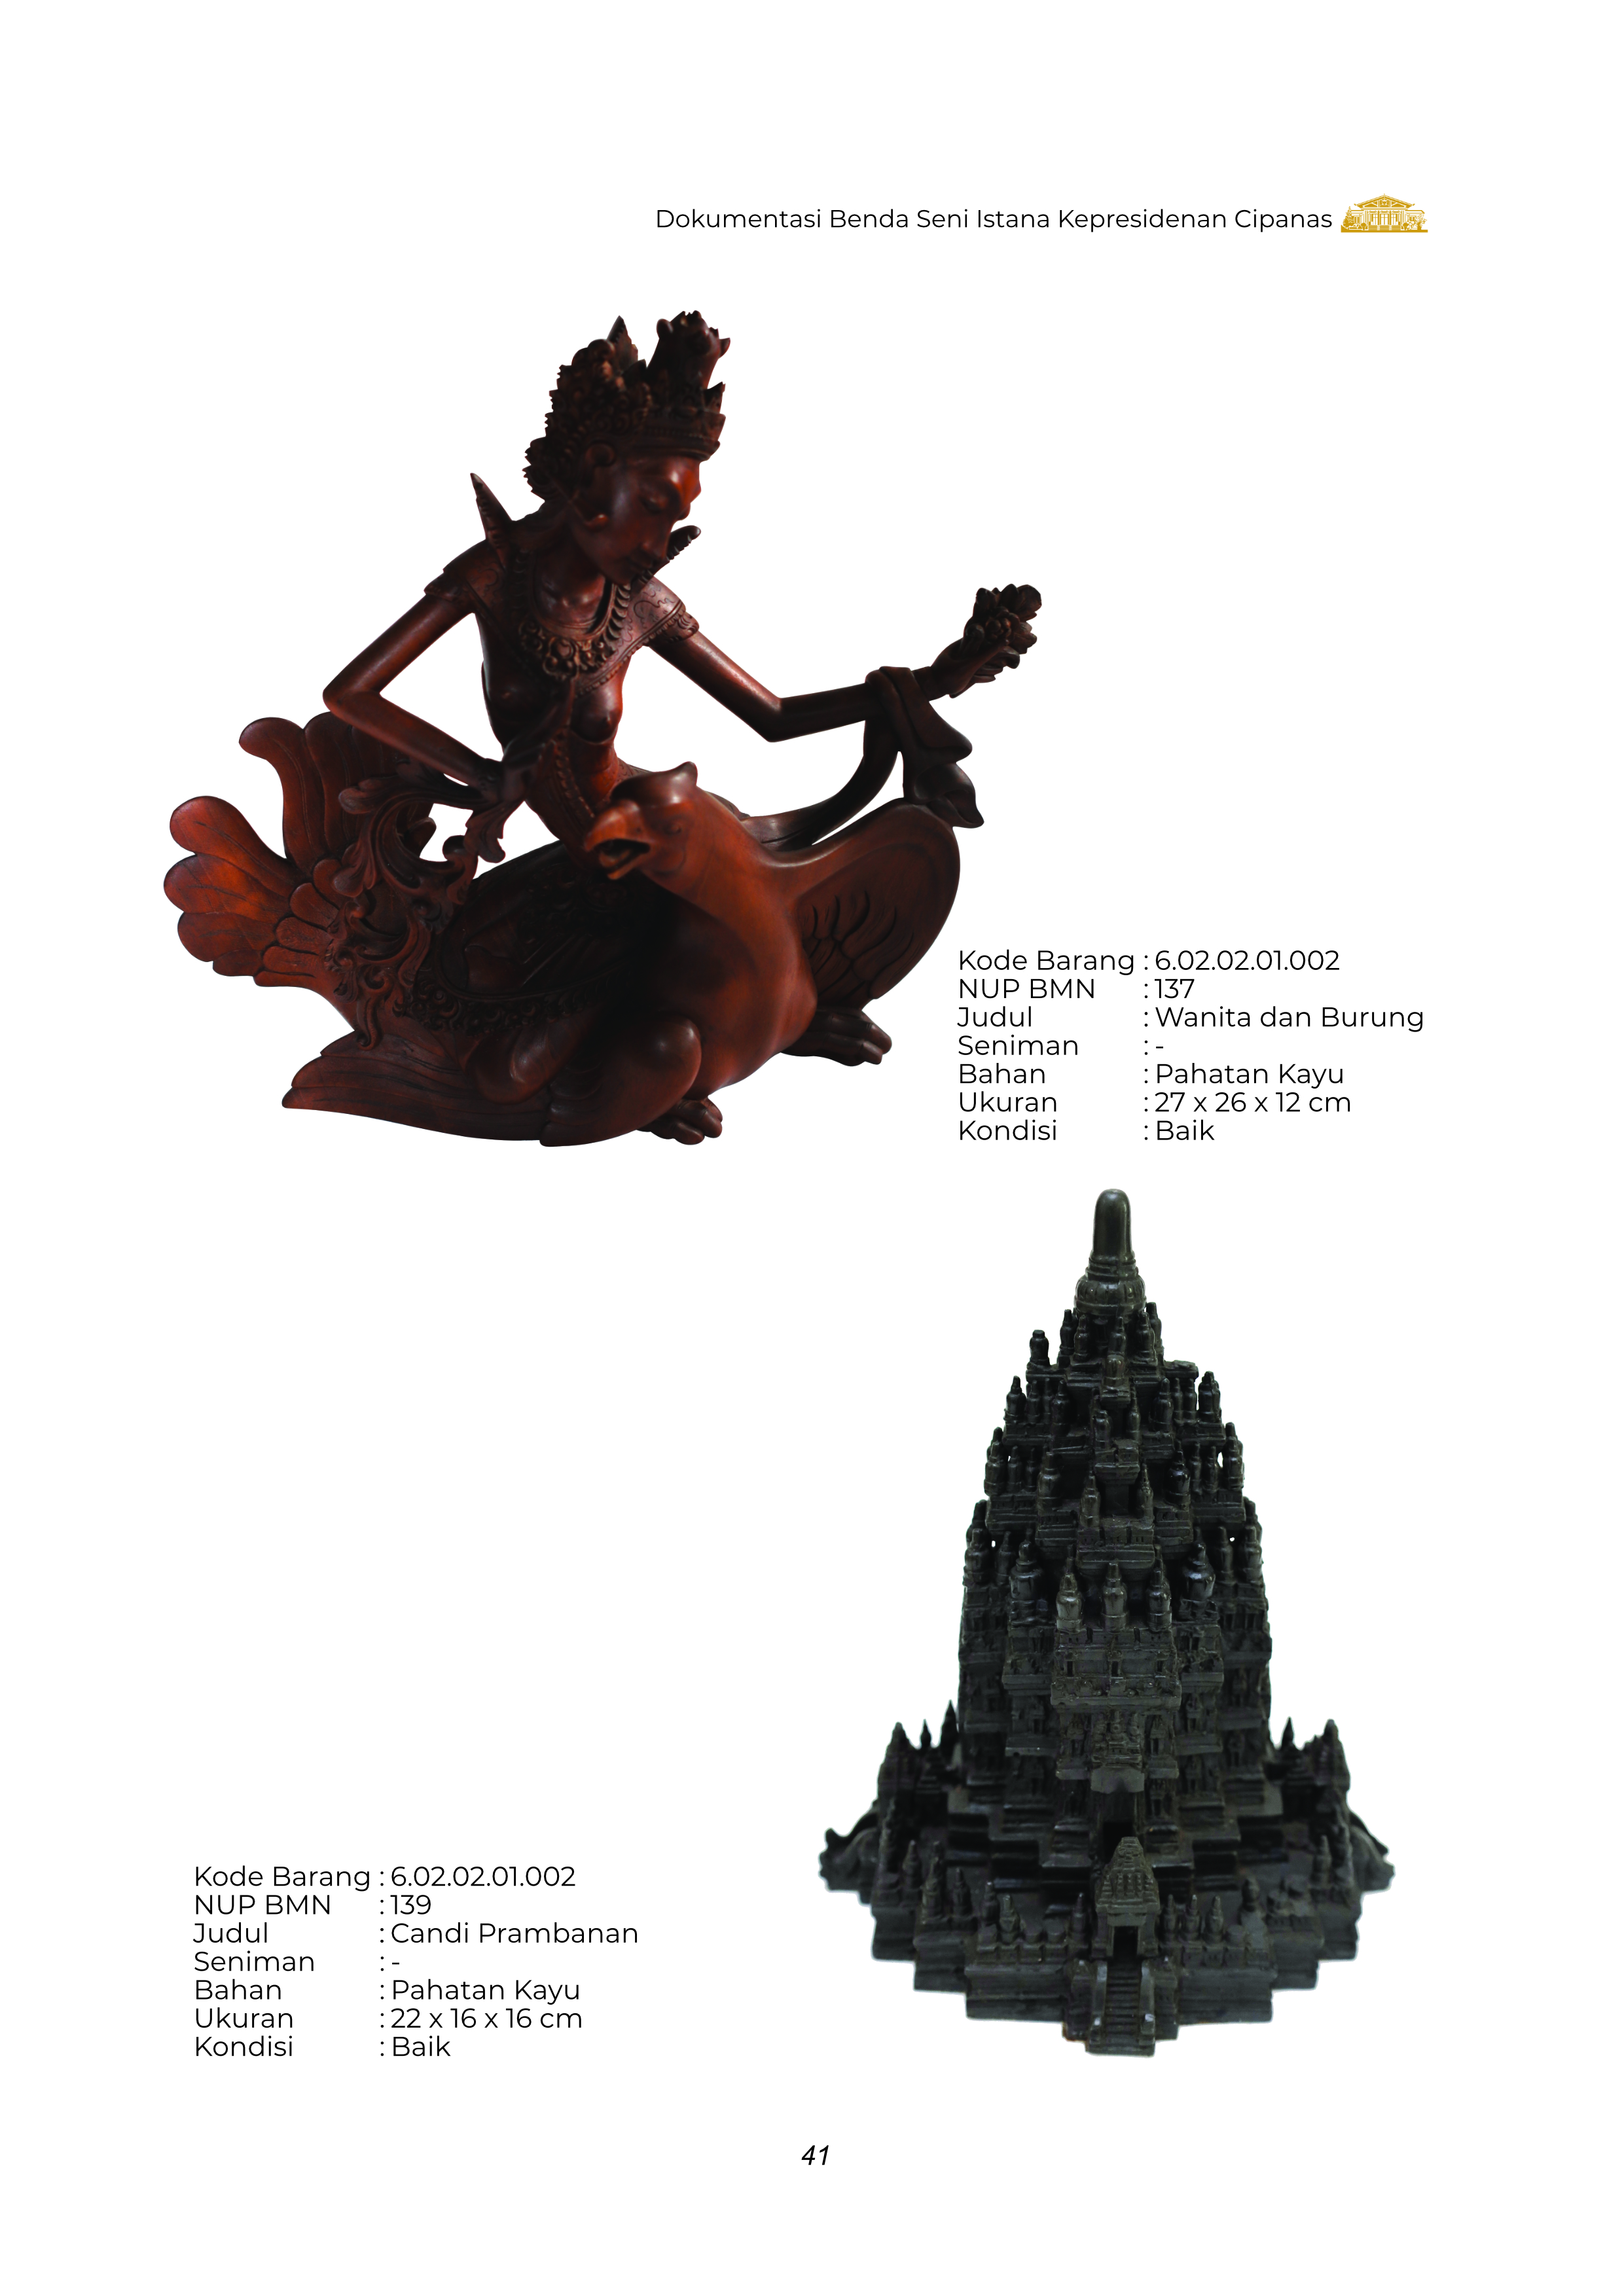 Dokumentasi Benda Seni Istana Kepresidenan Cipanas
Kode Barang : 6.02.02.01.002
NUP BMN : 137
Judul : Wanita dan Burung
Seniman : -
Bahan : Pahatan Kayu
Ukuran : 27 x 26 x 12 cm
Kondisi : Baik
Kode Barang : 6.02.02.01.002
NUP BMN : 139
Judul : Candi Prambanan
Seniman : -
Bahan : Pahatan Kayu
Ukuran : 22 x 16 x 16 cm
Kondisi : Baik
41